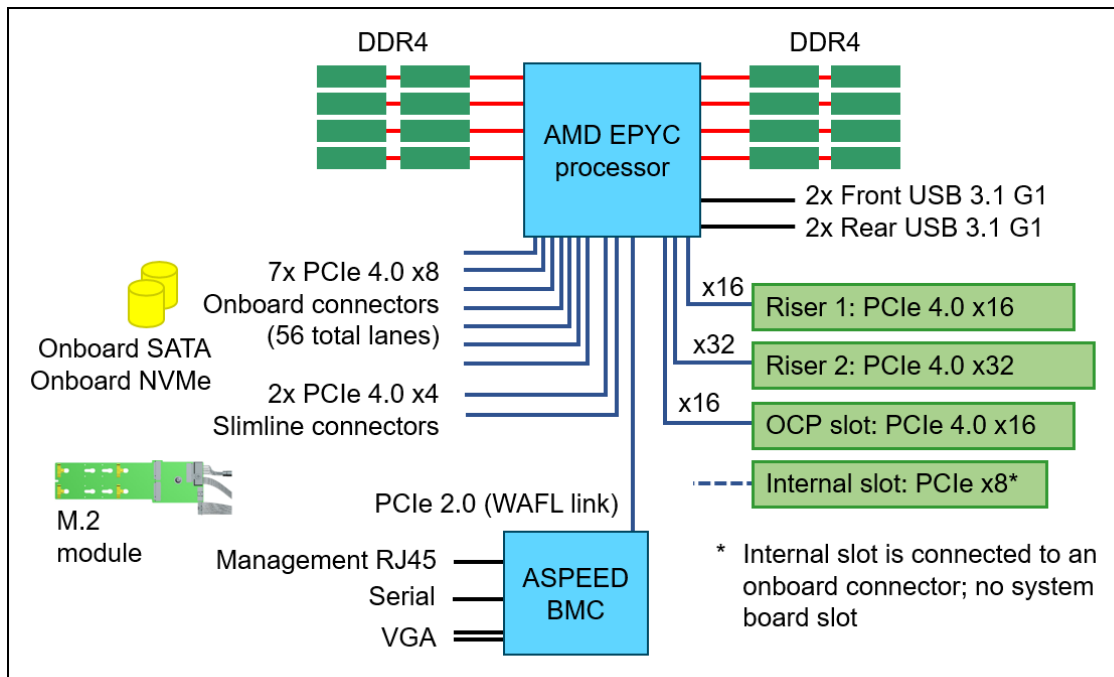 DDR4
DDR4
AMD EPYC
processor
2x Front USB 3.1 G1
2x Rear USB 3.1 G1
7x PCIe 4.0 x8
Onboard connectors
(56 total lanes)
Onboard SATA
Onboard NVMe
2x PCIe 4.0 x4
Slimline connectors
x16
Riser 1: PCIe 4.0 x16
x32
Riser 2: PCIe 4.0 x32
x16
OCP slot: PCIe 4.0 x16
Internal slot: PCIe x8*
M.2
module
PCIe 2.0 (WAFL link)
Management RJ45
Serial
VGA
ASPEED
BMC
* Internal slot is connected to an
onboard connector; no system
board slot